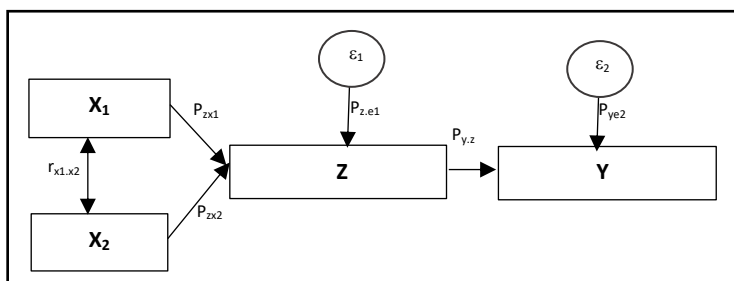 ε₁
ε₂
X₁
Pzx1
Pz.e1
Pye2
Py.z
rx1.x2
Z
Y
Pzx2
X₂